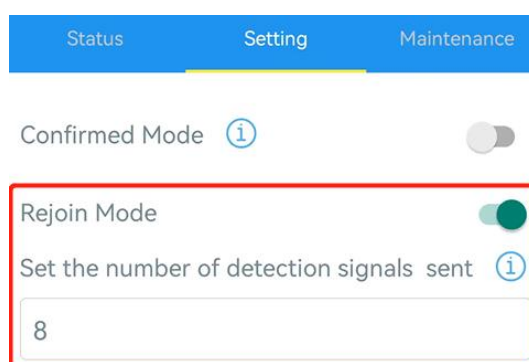 Status Setting Maintenance
Confirmed Mode
Rejoin Mode
Set the number of detection signals sent
8